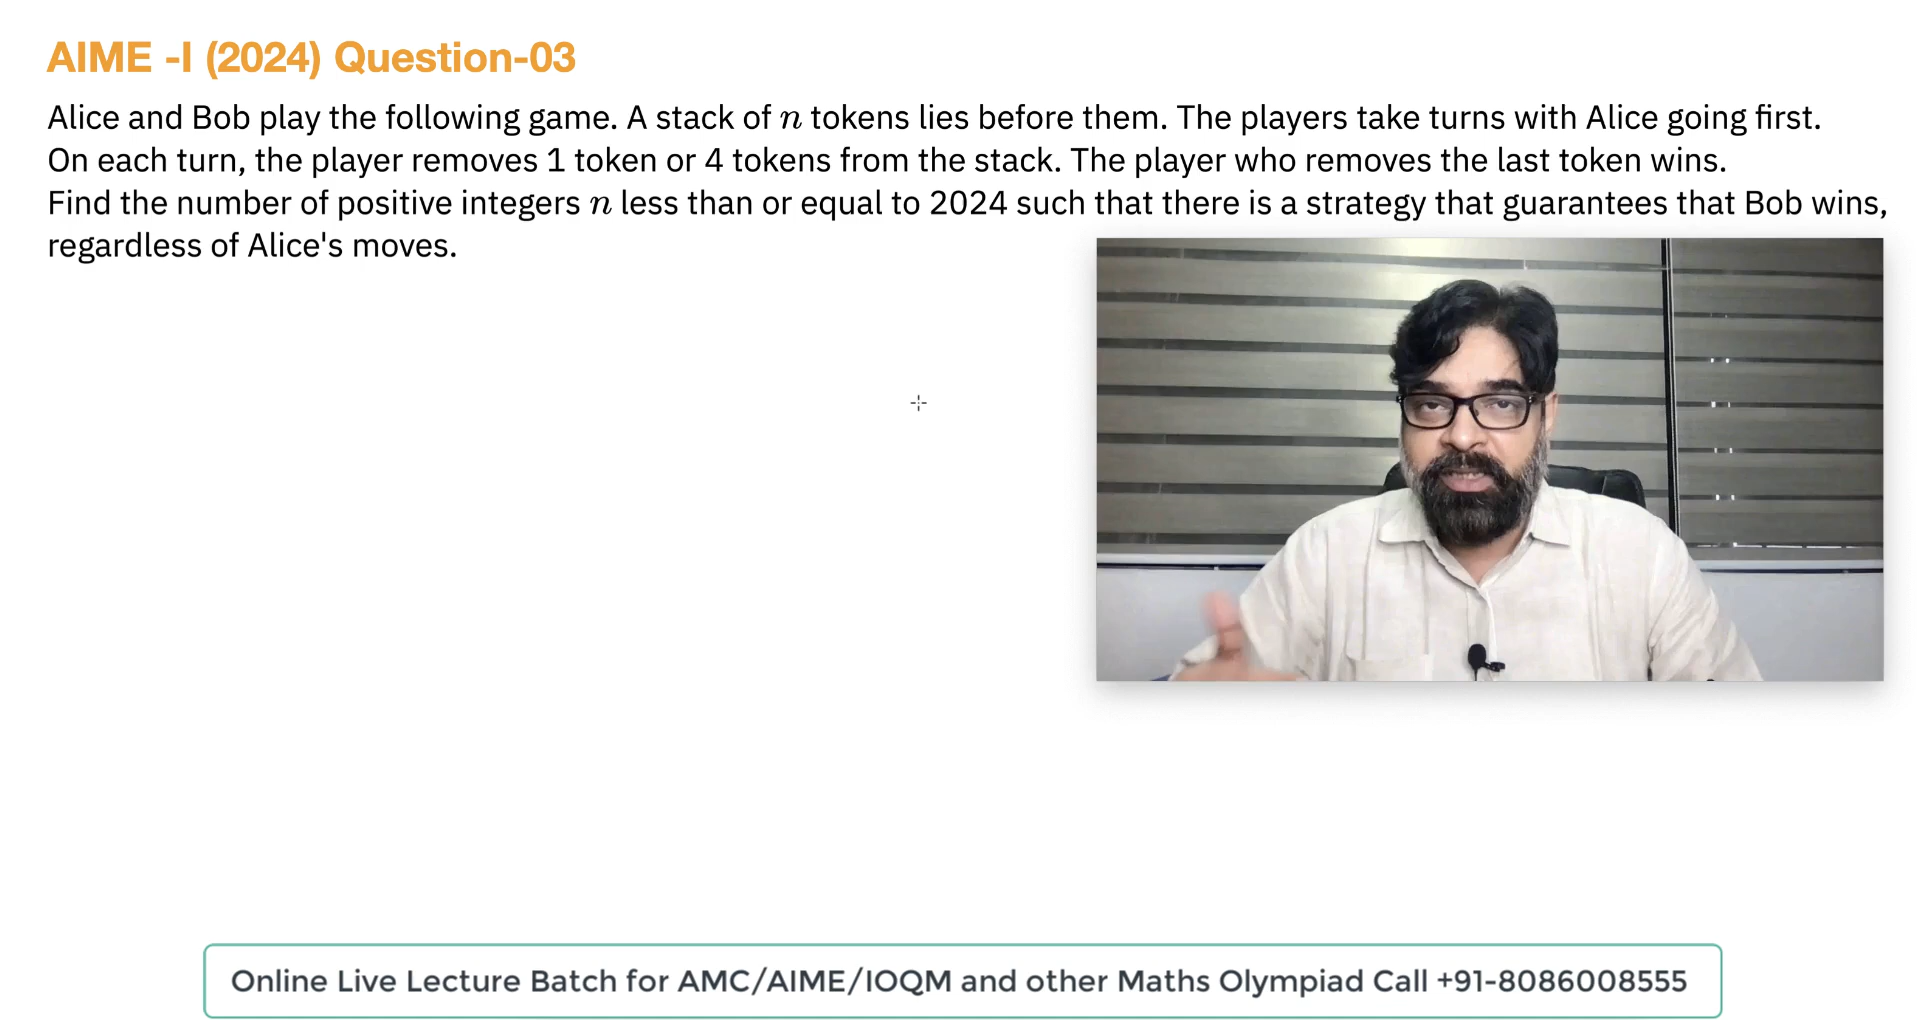 AIME -I (2024) Question-03
Alice and Bob play the following game. A stack of n tokens lies before them. The players take turns with Alice going first.
On each turn, the player removes 1 token or 4 tokens from the stack. The player who removes the last token wins.
Find the number of positive integers n less than or equal to 2024 such that there is a strategy that guarantees that Bob wins,
regardless of Alice's moves.
Online Live Lecture Batch for AMC/AIME/IOQM and other Maths Olympiad Call +91-8086008555